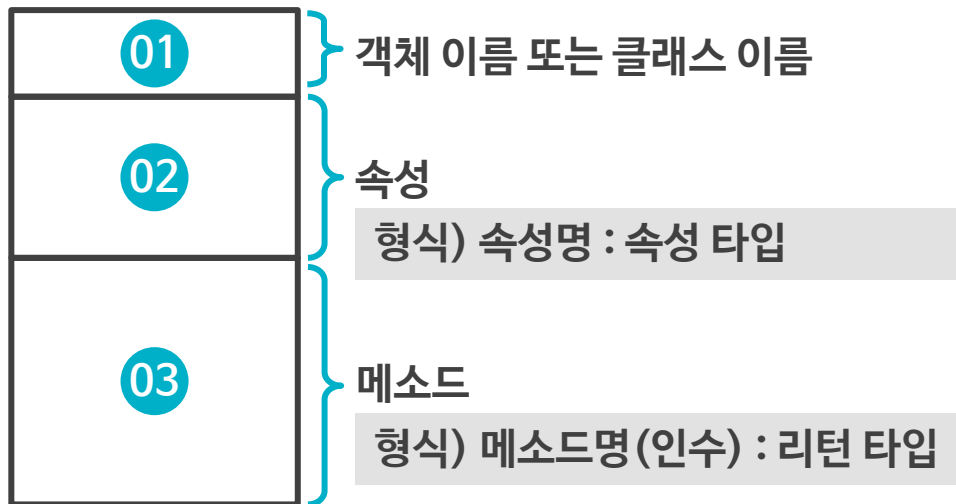 01
객체 이름 또는 클래스 이름
02
속성
형식) 속성명 : 속성 타입
03
메소드
형식) 메소드명(인수) : 리턴 타입